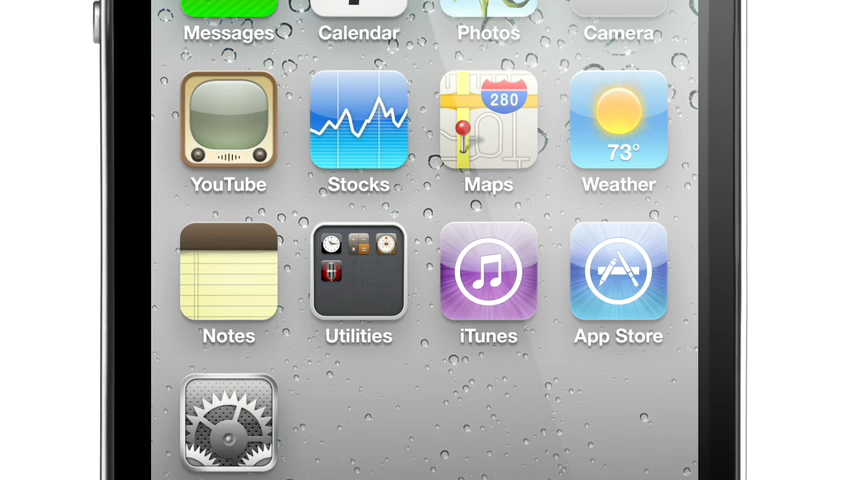 Messages Calendar Photos Camera
280
73°
YouTube Stocks Maps Weather
Notes Utilities iTunes App Store